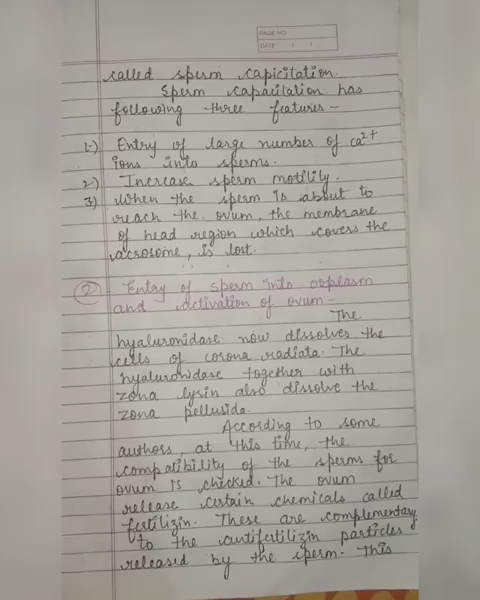 PAGE NO
DATE / /
called sperm capicitation.
Sperm capacilation has
following three features -
1-) Entry of large number of ca2+
ions into sperms.
2-) Increase sperm motility.
3) when the sperm is about to
reach the ovum, the membrane
of head region which covers the
acrosome, is lost.
2 Entry of sperm into ooplasm
and activation of ovum -
The
hyaluronidase now dissolves the
cells of corona radiata. The
hyaluronidase together with
zona lysin also dissolve the
zona pellusida.
According to some
authors, at this time, the
compatibility of the sperms for
ovum is checked. The ovum
release certain chemicals called
fertilizin. These are complementary
to the antifertilizin particles
released by the sperm. This